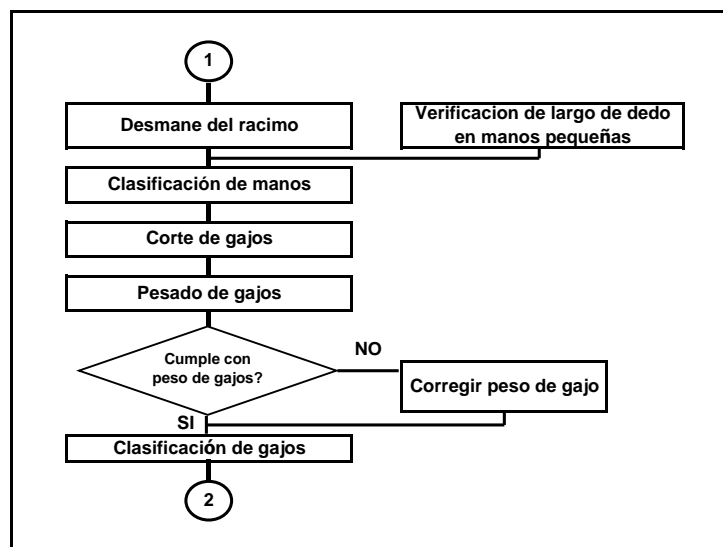 1
Desmane del racimo
Verificacion de largo de dedo
en manos pequeñas
Clasificación de manos
Corte de gajos
Pesado de gajos
Cumple con
peso de gajos?
NO
Corregir peso de gajo
SI
Clasificación de gajos
2